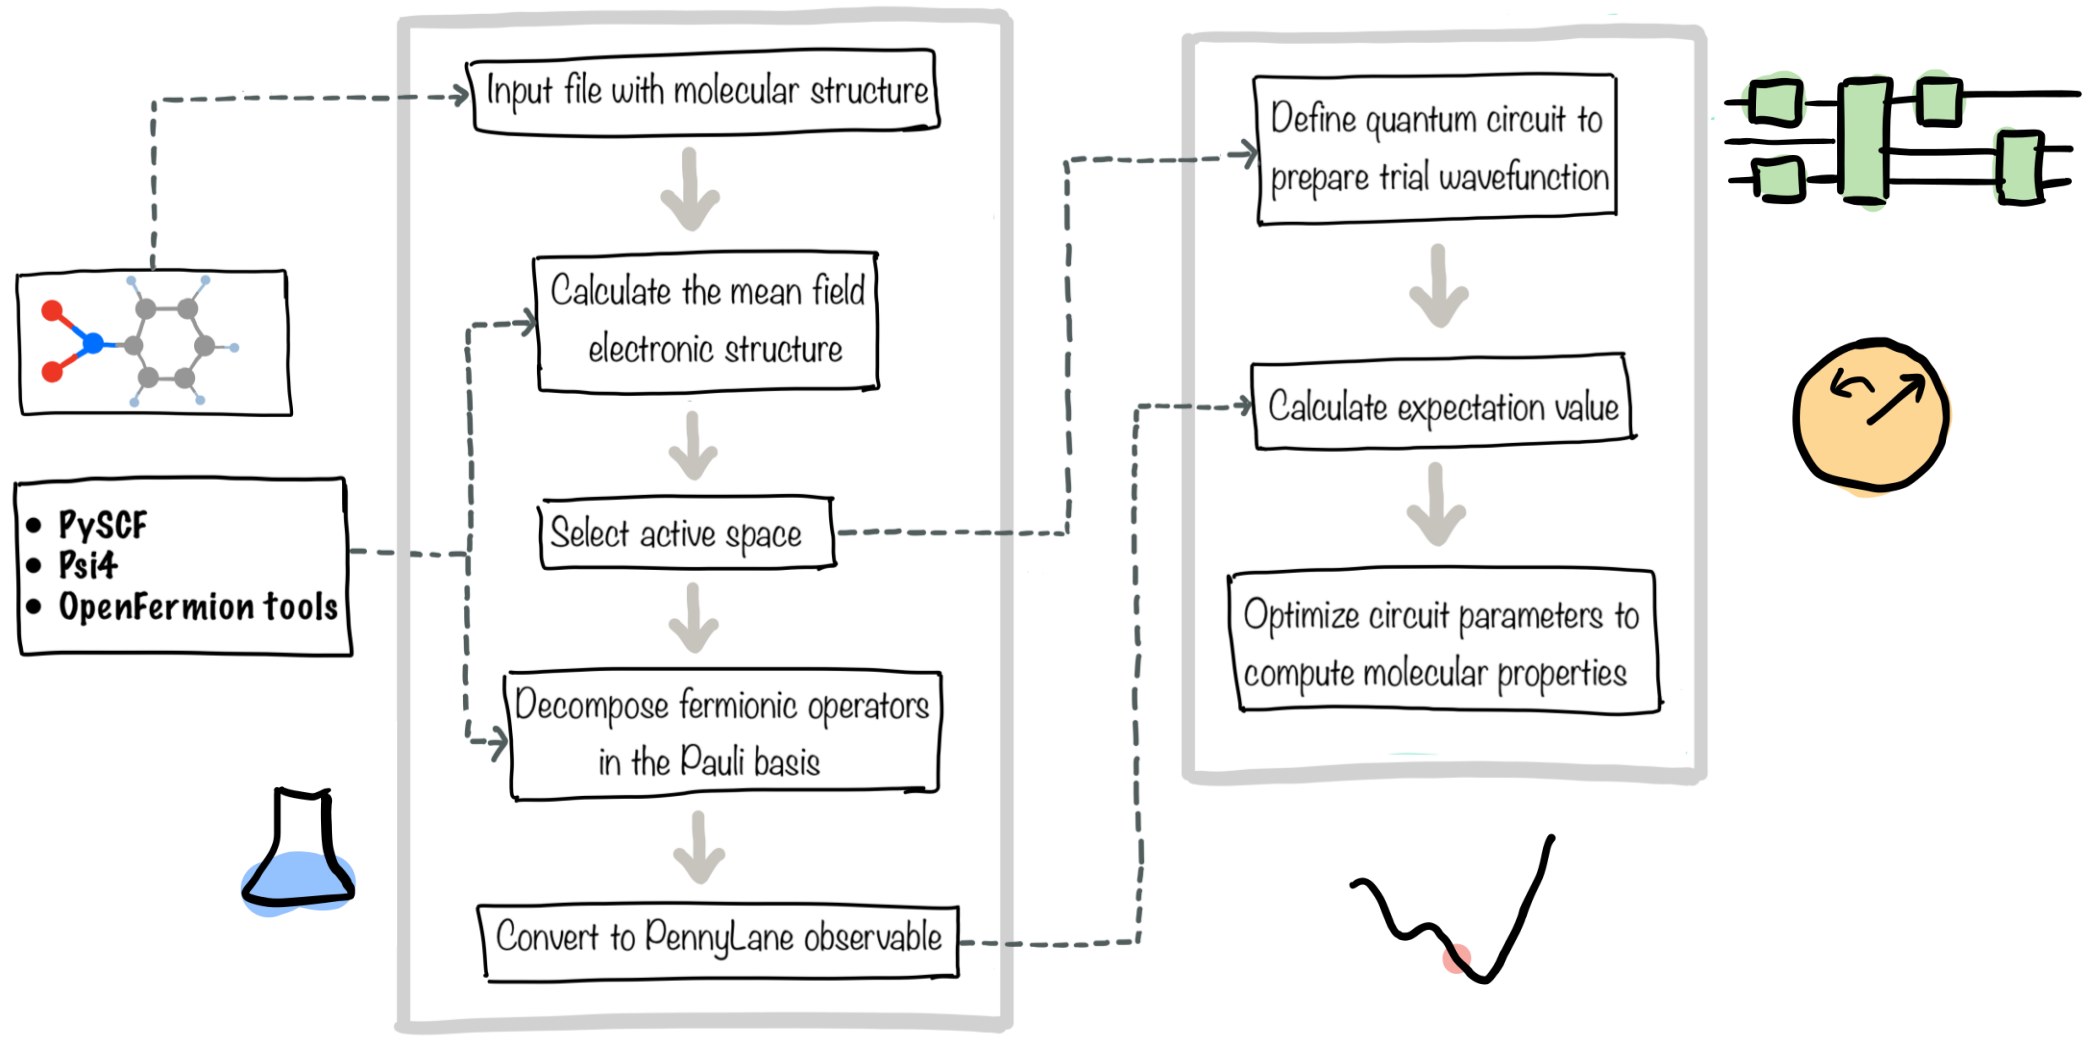 Input file with molecular structure
Calculate the mean field
electronic structure
Select active space
Decompose fermionic operators
in the Pauli basis
Convert to PennyLane observable
• PySCF
• Psi4
• OpenFermion tools
Define quantum circuit to
prepare trial wavefunction
Calculate expectation value
Optimize circuit parameters to
compute molecular properties